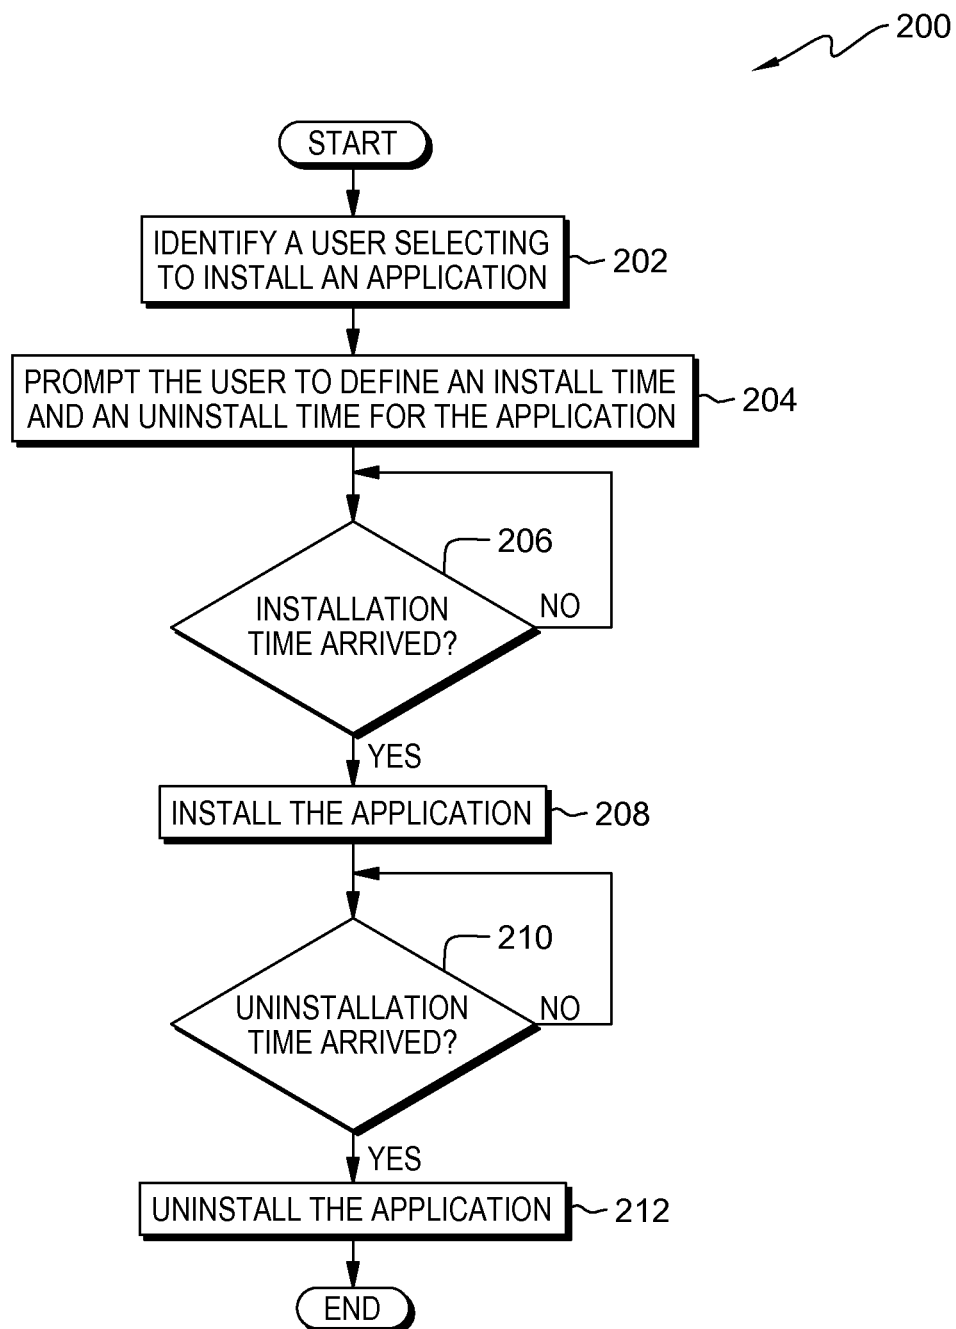 200
START
IDENTIFY A USER SELECTING
TO INSTALL AN APPLICATION
202
PROMPT THE USER TO DEFINE AN INSTALL TIME
AND AN UNINSTALL TIME FOR THE APPLICATION
204
206
INSTALLATION
TIME ARRIVED?
NO
YES
INSTALL THE APPLICATION
208
210
UNINSTALLATION
TIME ARRIVED?
NO
YES
UNINSTALL THE APPLICATION
212
END